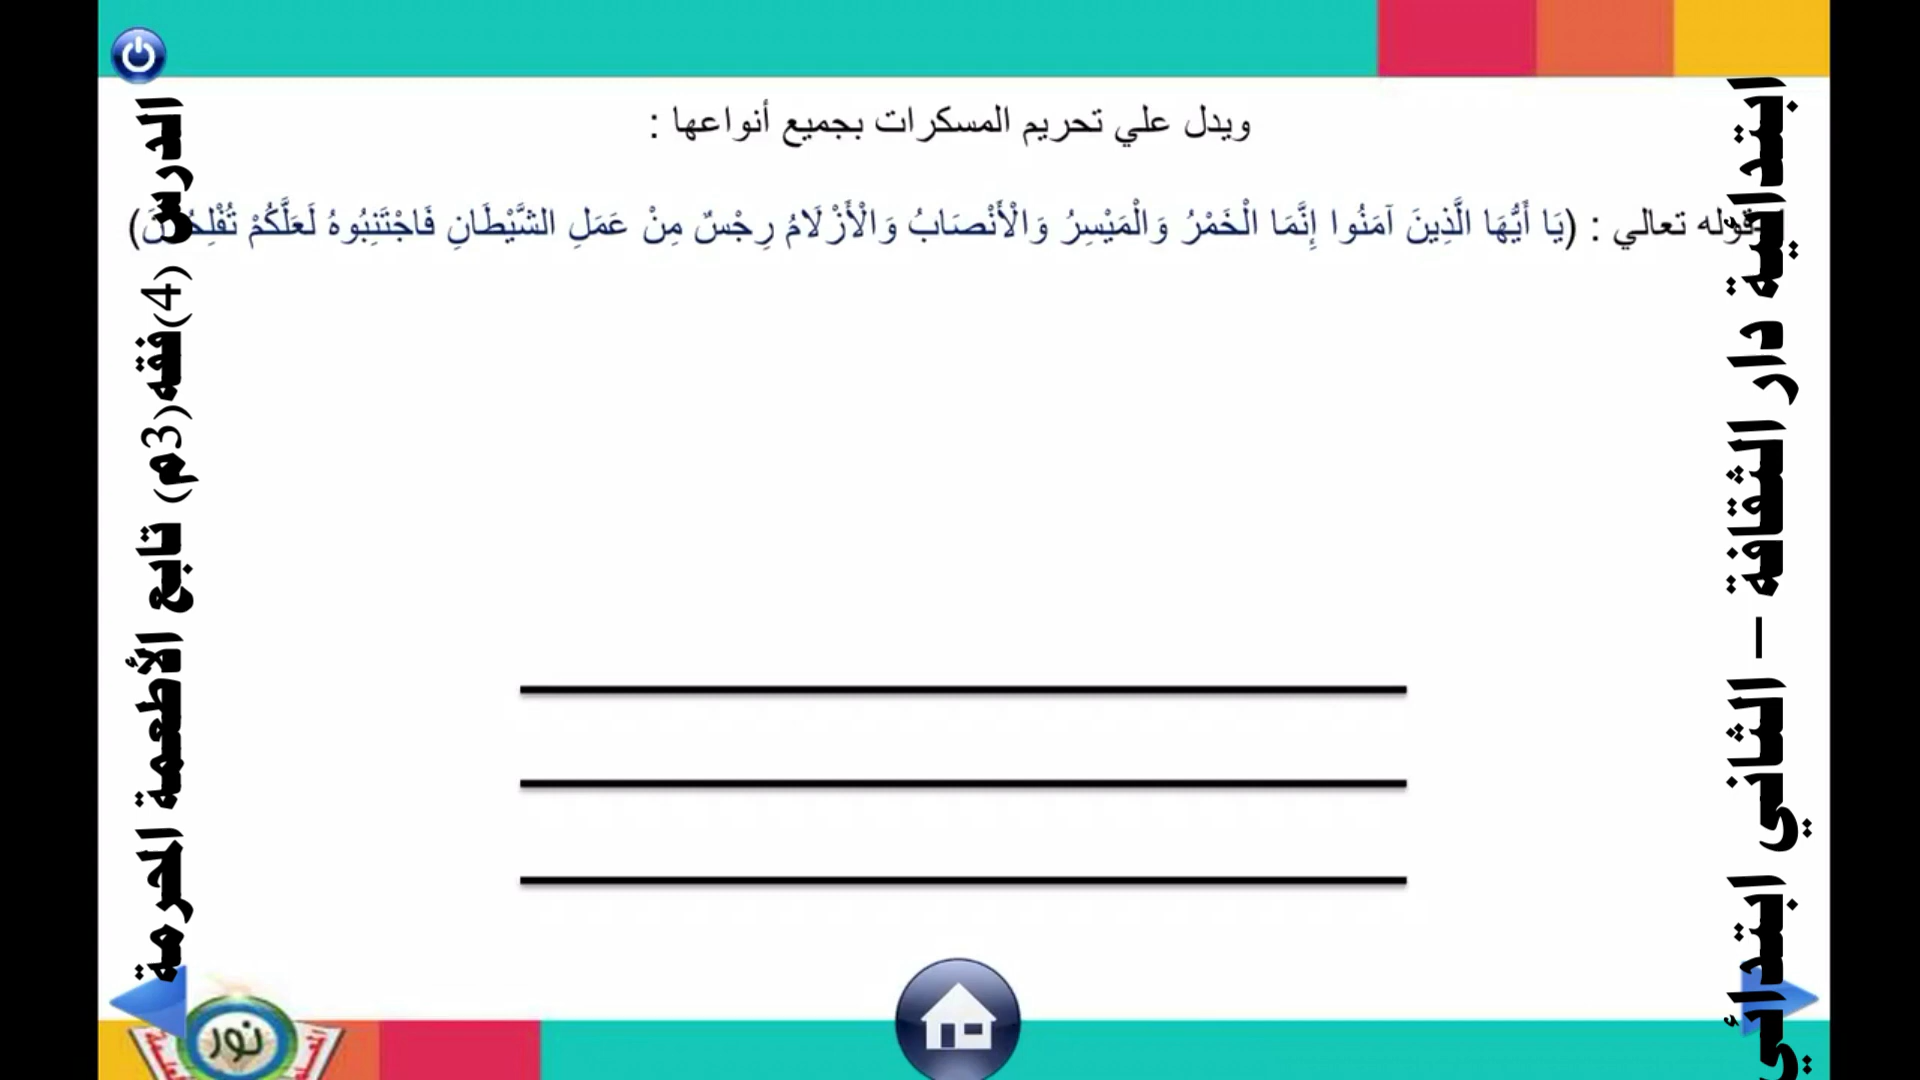 ويدل علي تحريم المسكرات بجميع أنواعها :
قوله تعالي : (يَا أَيُّهَا الَّذِينَ آمَنُوا إِنَّمَا الْخَمْرُ وَالْمَيْسِرُ وَالْأَنْصَابُ وَالْأَزْلَامُ رِجْسٌ مِنْ عَمَلِ الشَّيْطَانِ فَاجْتَنِبُوهُ لَعَلَّكُمْ تُفْلِحُونَ)
ابتدائية دار الثقافة – الثاني ابتدائي
الدرس (4)فقه(م3) تابع الأطعمة المحرمة
نور